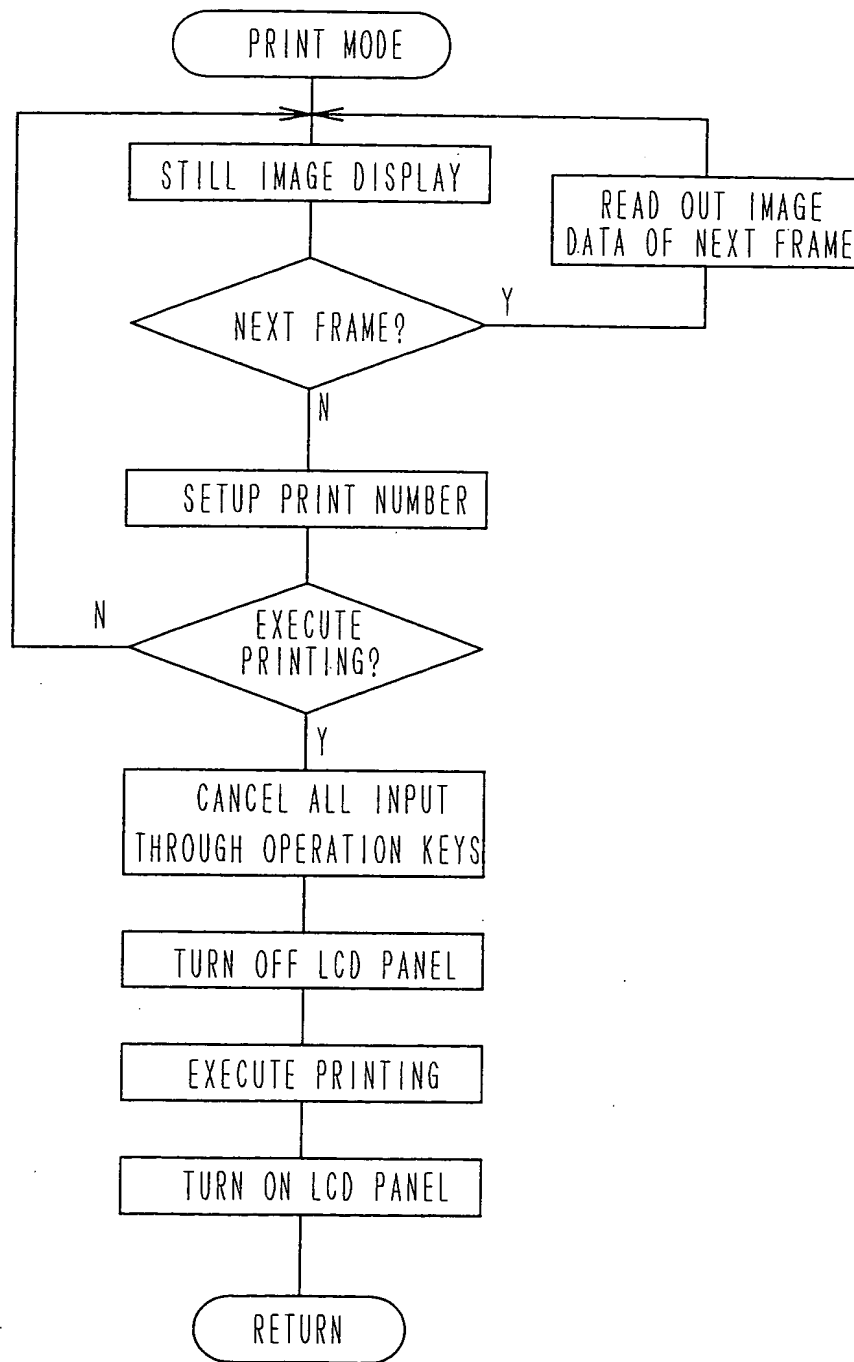 PRINT MODE
STILL IMAGE DISPLAY
READ OUT IMAGE
DATA OF NEXT FRAME
NEXT FRAME?
Y
N
SETUP PRINT NUMBER
EXECUTE
PRINTING?
N
Y
CANCEL ALL INPUT
THROUGH OPERATION KEYS
TURN OFF LCD PANEL
EXECUTE PRINTING
TURN ON LCD PANEL
RETURN